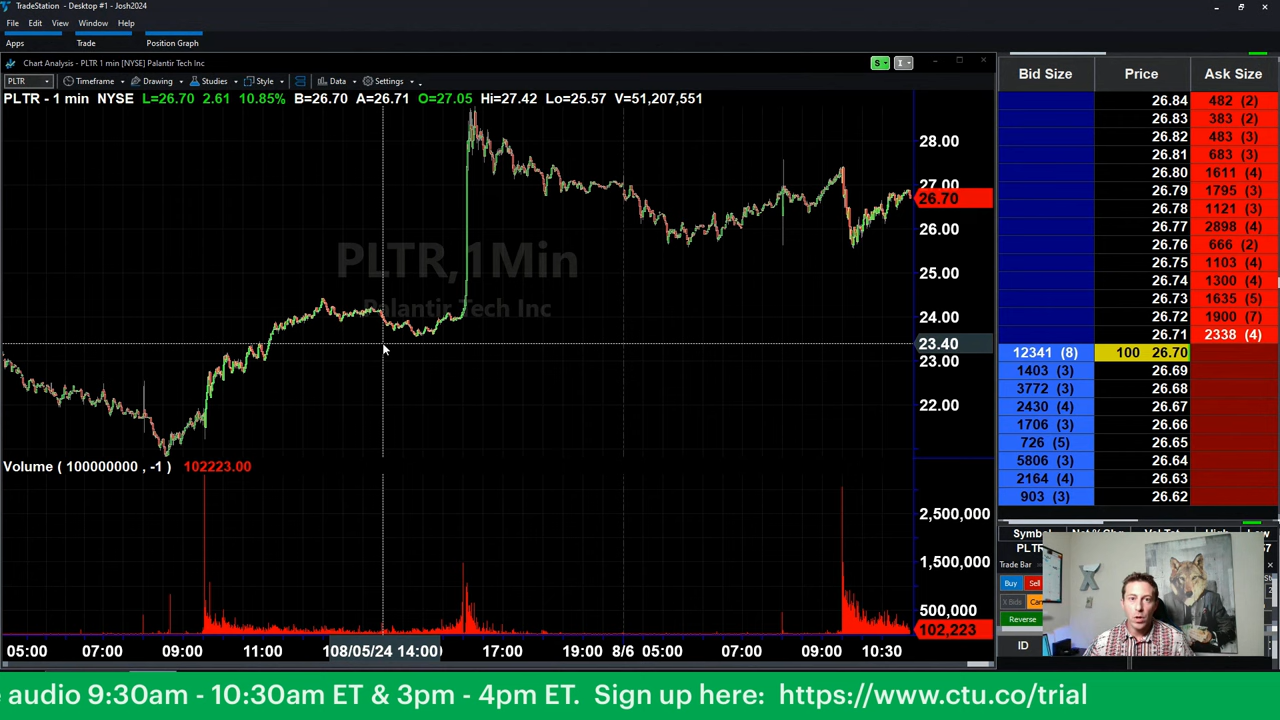 TradeStation - Desktop #1 - Josh2024
File Edit View Window Help
Apps Trade Position Graph
Chart Analysis - PLTR 1 min [NYSE] Palantir Tech Inc
PLTR Timeframe Drawing Studies Style Data Settings
PLTR - 1 min NYSE L=26.70 2.61 10.85% B=26.70 A=26.71 O=27.05 Hi=27.42 Lo=25.57 V=51,207,551
PLTR,1Min
Palantir Tech Inc
28.00
27.00
26.70
26.00
25.00
24.00
23.40
23.00
22.00
Volume ( 100000000 , -1 ) 102223.00
2,500,000
1,500,000
500,000
102,223
05:00 07:00 09:00 11:00 108/05/24 14:00 17:00 19:00 8/6 05:00 07:00 09:00 10:30
Bid Size Price Ask Size
26.84 482 (2)
26.83 383 (2)
26.82 483 (3)
26.81 683 (3)
26.80 1611 (4)
26.79 1795 (3)
26.78 1121 (3)
26.77 2898 (4)
26.76 666 (2)
26.75 1103 (4)
26.74 1300 (4)
26.73 1635 (5)
26.72 1900 (7)
26.71 2338 (4)
12341 (8) 100 26.70
1403 (3) 26.69
3772 (3) 26.68
2430 (4) 26.67
1706 (3) 26.66
726 (5) 26.65
5806 (3) 26.64
2164 (4) 26.63
903 (3) 26.62
Symbol
PLTR
Trade Bar
Buy Sell
X Bids
Reverse
ID
e audio 9:30am - 10:30am ET & 3pm - 4pm ET. Sign up here: https://www.ctu.co/trial